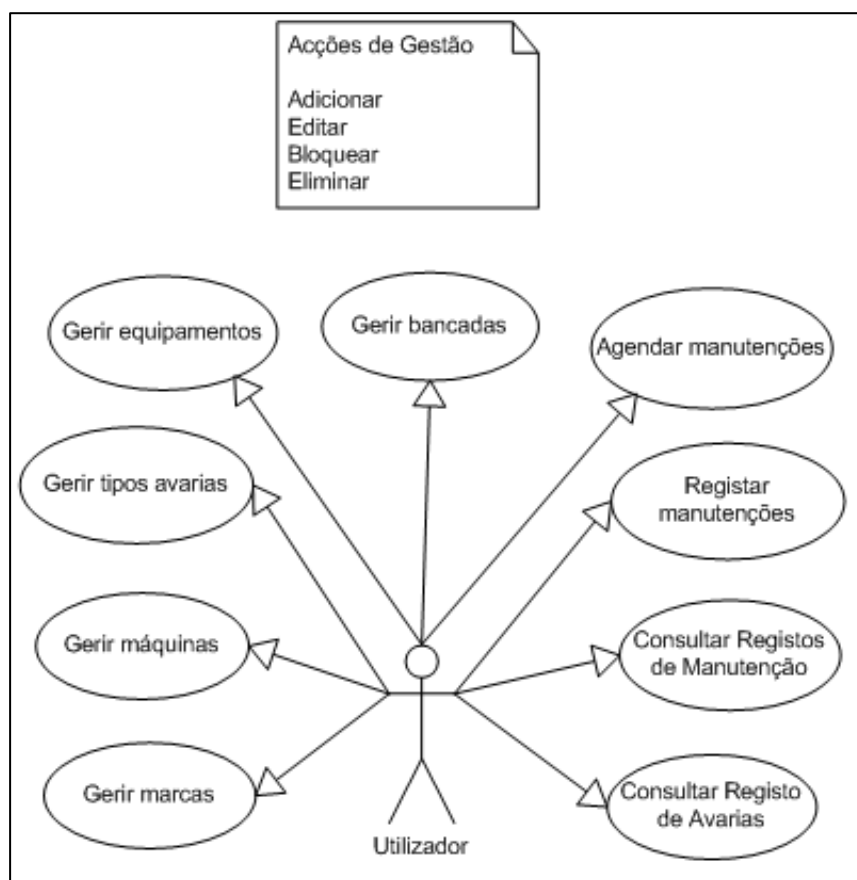 Acções de Gestão
Adicionar
Editar
Bloquear
Eliminar
Gerir equipamentos
Gerir bancadas
Agendar manutenções
Gerir tipos avarias
Registar
manutenções
Gerir máquinas
Consultar Registos
de Manutenção
Gerir marcas
Consultar Registo
de Avarias
Utilizador